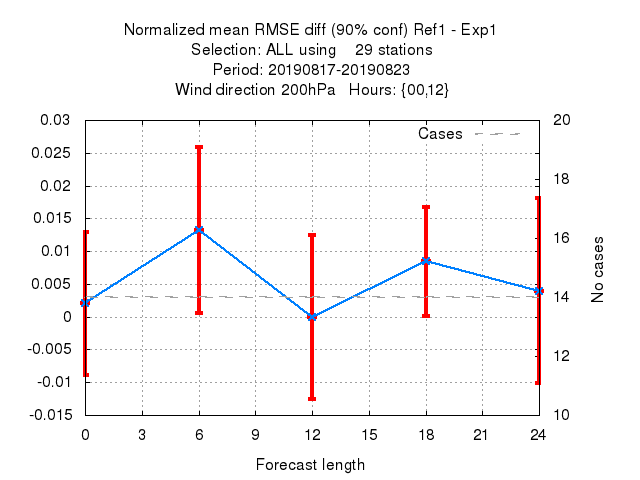 Normalized mean RMSE diff (90% conf) Ref1 - Exp1
Selection: ALL using    29 stations
Period: 20190817-20190823
Wind direction 200hPa   Hours: {00,12}
Cases
0.03
0.025
0.02
0.015
0.01
0.005
0
-0.005
-0.01
-0.015
20
18
16
14
12
10
No cases
0 3 6 9 12 15 18 21 24
Forecast length